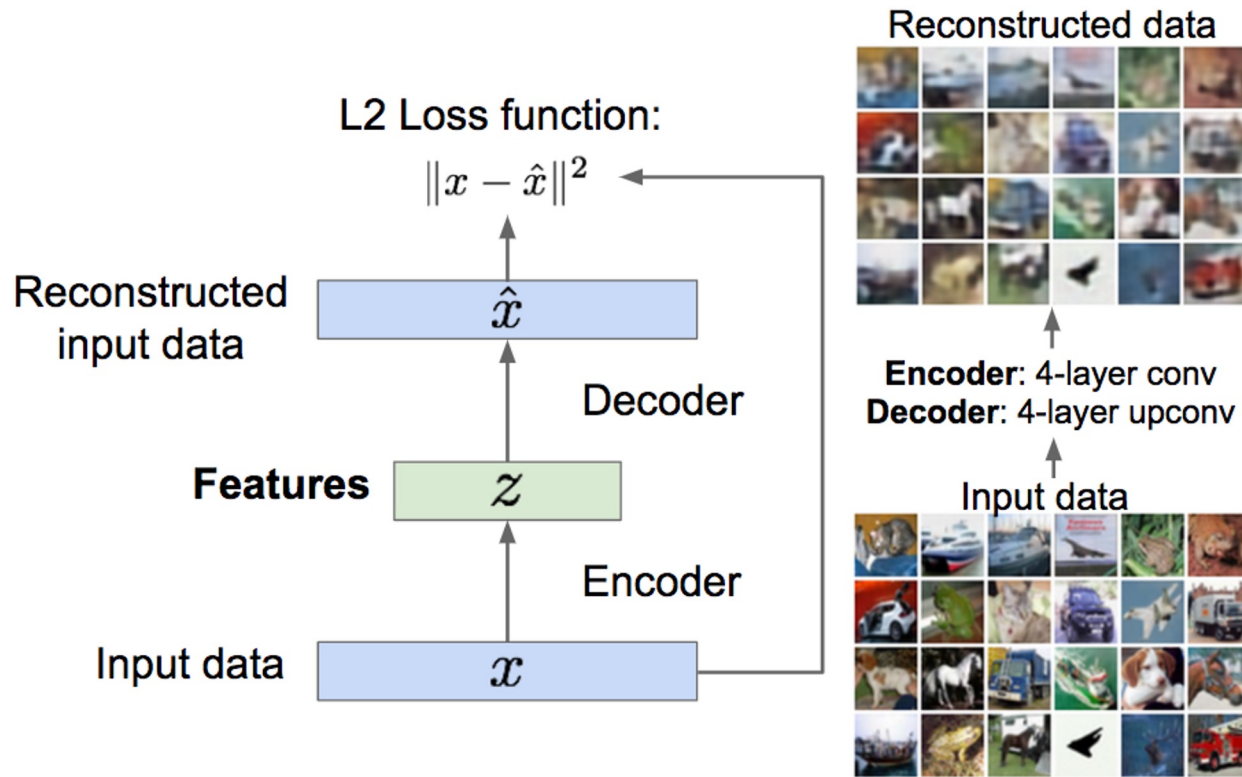 Reconstructed data
L2 Loss function:
‖x − x̂‖²
Reconstructed
input data
x̂
Decoder
Features
z
Encoder
Input data
x
Encoder: 4-layer conv
Decoder: 4-layer upconv
Input data